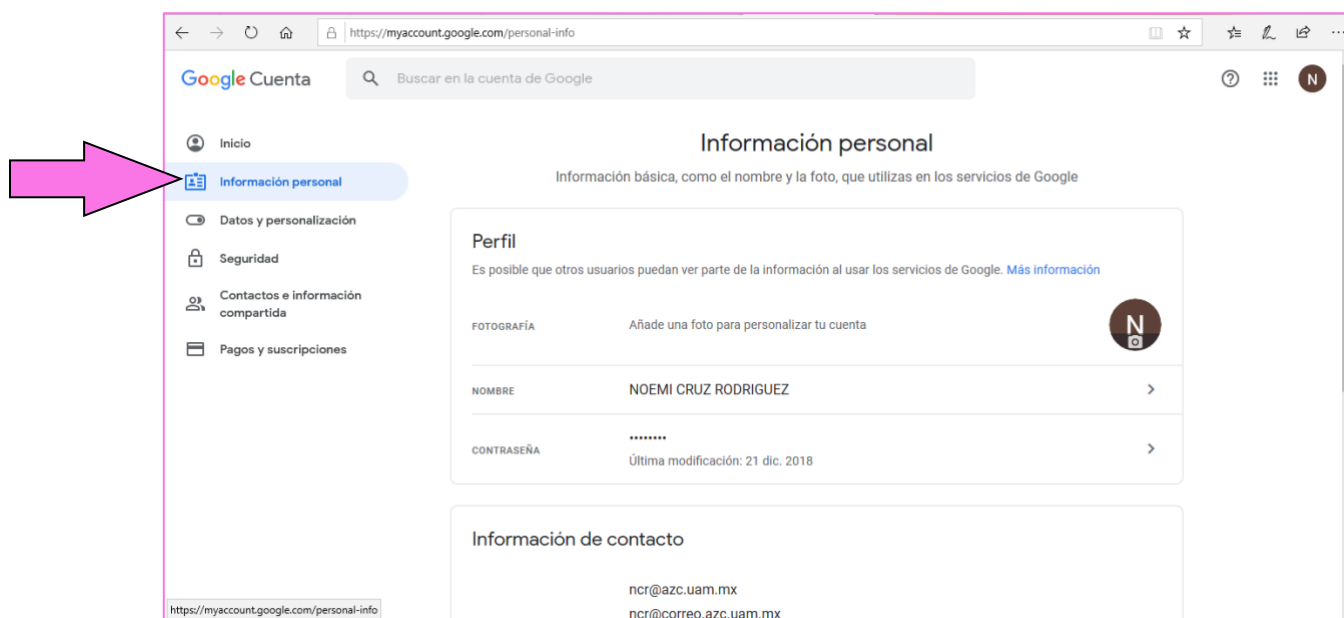 https://myaccount.google.com/personal-info
Google Cuenta
Buscar en la cuenta de Google
N
Inicio
Información personal
Datos y personalización
Seguridad
Contactos e información
compartida
Pagos y suscripciones
Información personal
Información básica, como el nombre y la foto, que utilizas en los servicios de Google
Perfil
Es posible que otros usuarios puedan ver parte de la información al usar los servicios de Google. Más información
FOTOGRAFÍA Añade una foto para personalizar tu cuenta N
NOMBRE NOEMI CRUZ RODRIGUEZ
CONTRASEÑA ••••••••
Última modificación: 21 dic. 2018
Información de contacto
ncr@azc.uam.mx
ncr@correo.azc.uam.mx
https://myaccount.google.com/personal-info